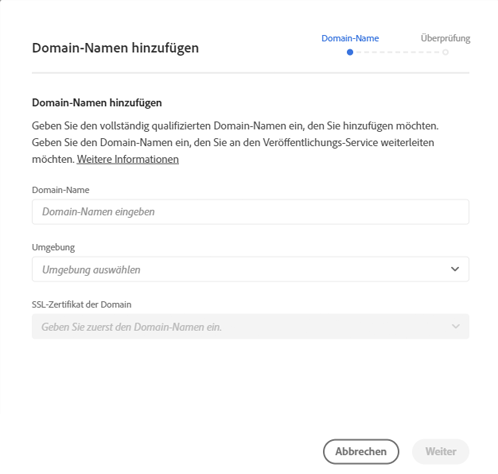 Domain-Namen hinzufügen
Domain-Name
Überprüfung
Domain-Namen hinzufügen
Geben Sie den vollständig qualifizierten Domain-Namen ein, den Sie hinzufügen möchten.
Geben Sie den Domain-Namen ein, den Sie an den Veröffentlichungs-Service weiterleiten
möchten. Weitere Informationen
Domain-Name
Domain-Namen eingeben
Umgebung
Umgebung auswählen
SSL-Zertifikat der Domain
Geben Sie zuerst den Domain-Namen ein.
Abbrechen
Weiter